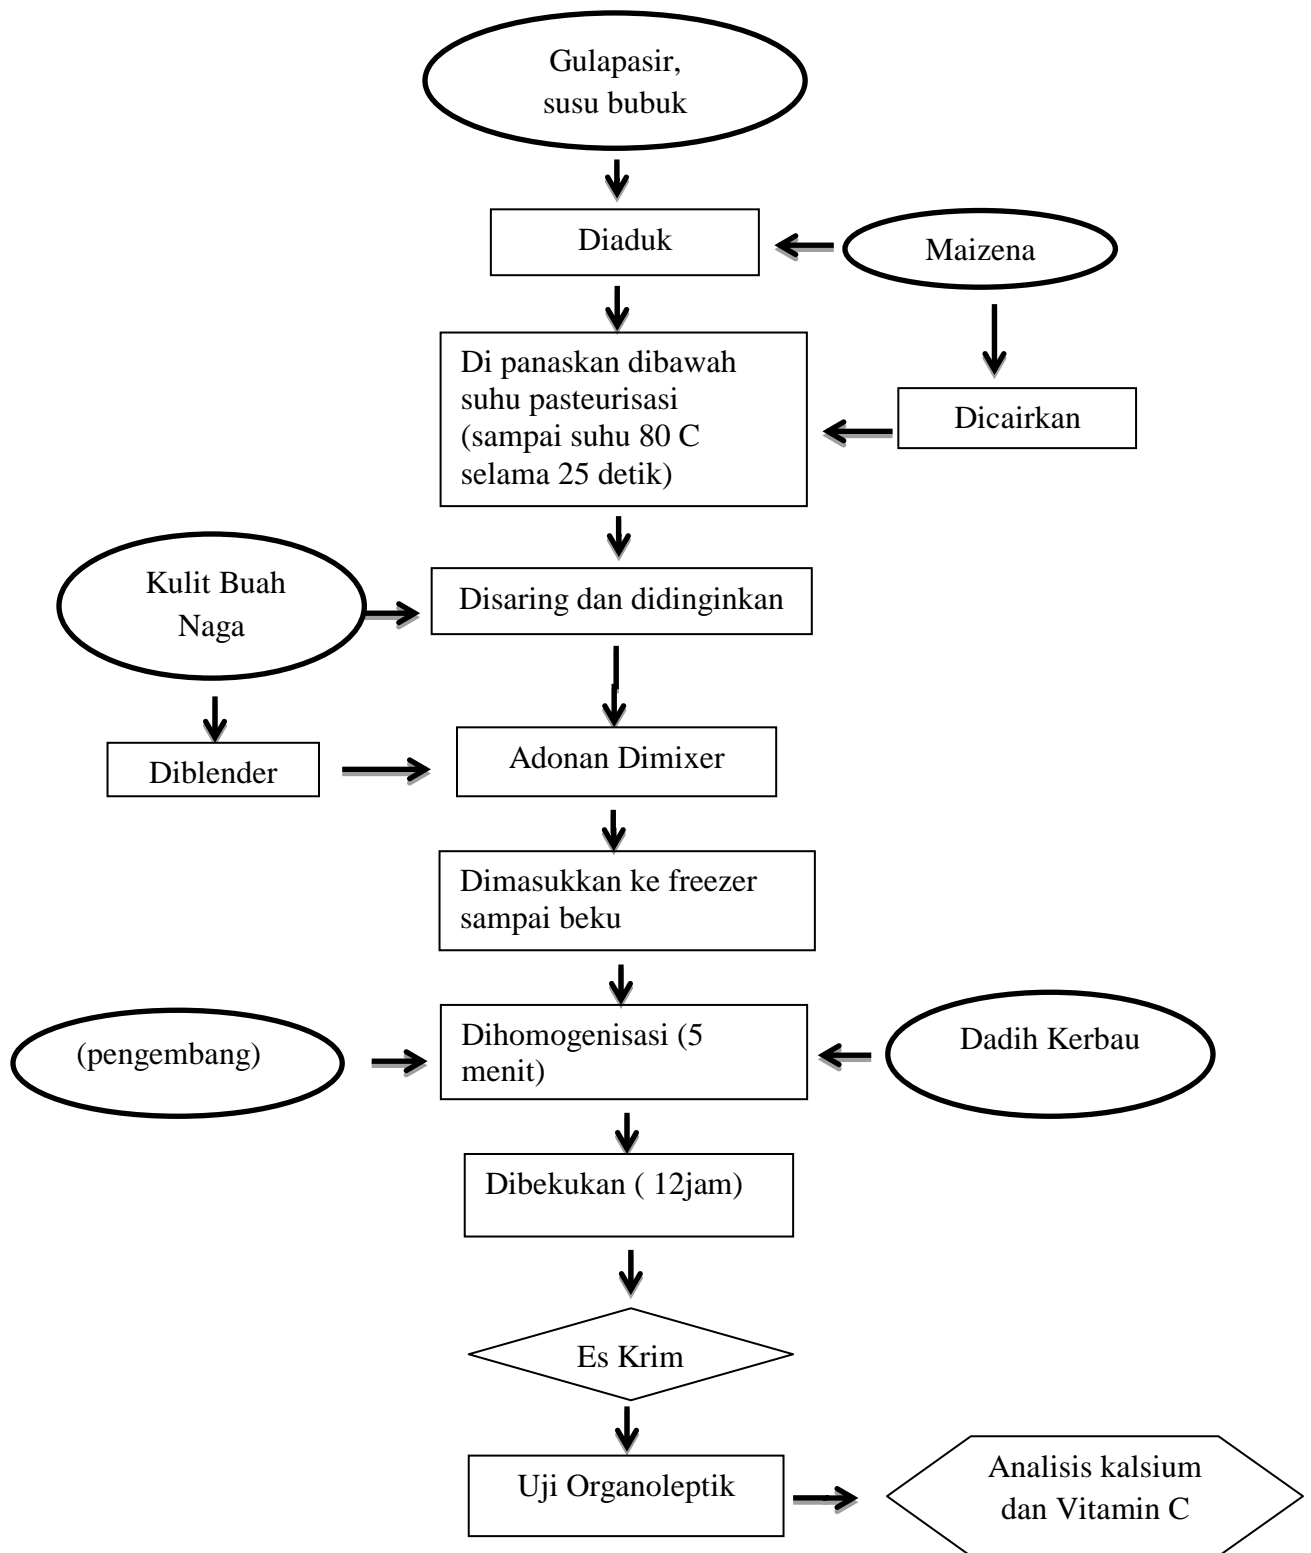 Gulapasir,
susu bubuk
Diaduk
Maizena
Di panaskan dibawah
suhu pasteurisasi
(sampai suhu 80 C
selama 25 detik)
Dicairkan
Kulit Buah
Naga
Disaring dan didinginkan
Diblender
Adonan Dimixer
Dimasukkan ke freezer
sampai beku
(pengembang)
Dihomogenisasi (5
menit)
Dadih Kerbau
Dibekukan ( 12jam)
Es Krim
Uji Organoleptik
Analisis kalsium
dan Vitamin C